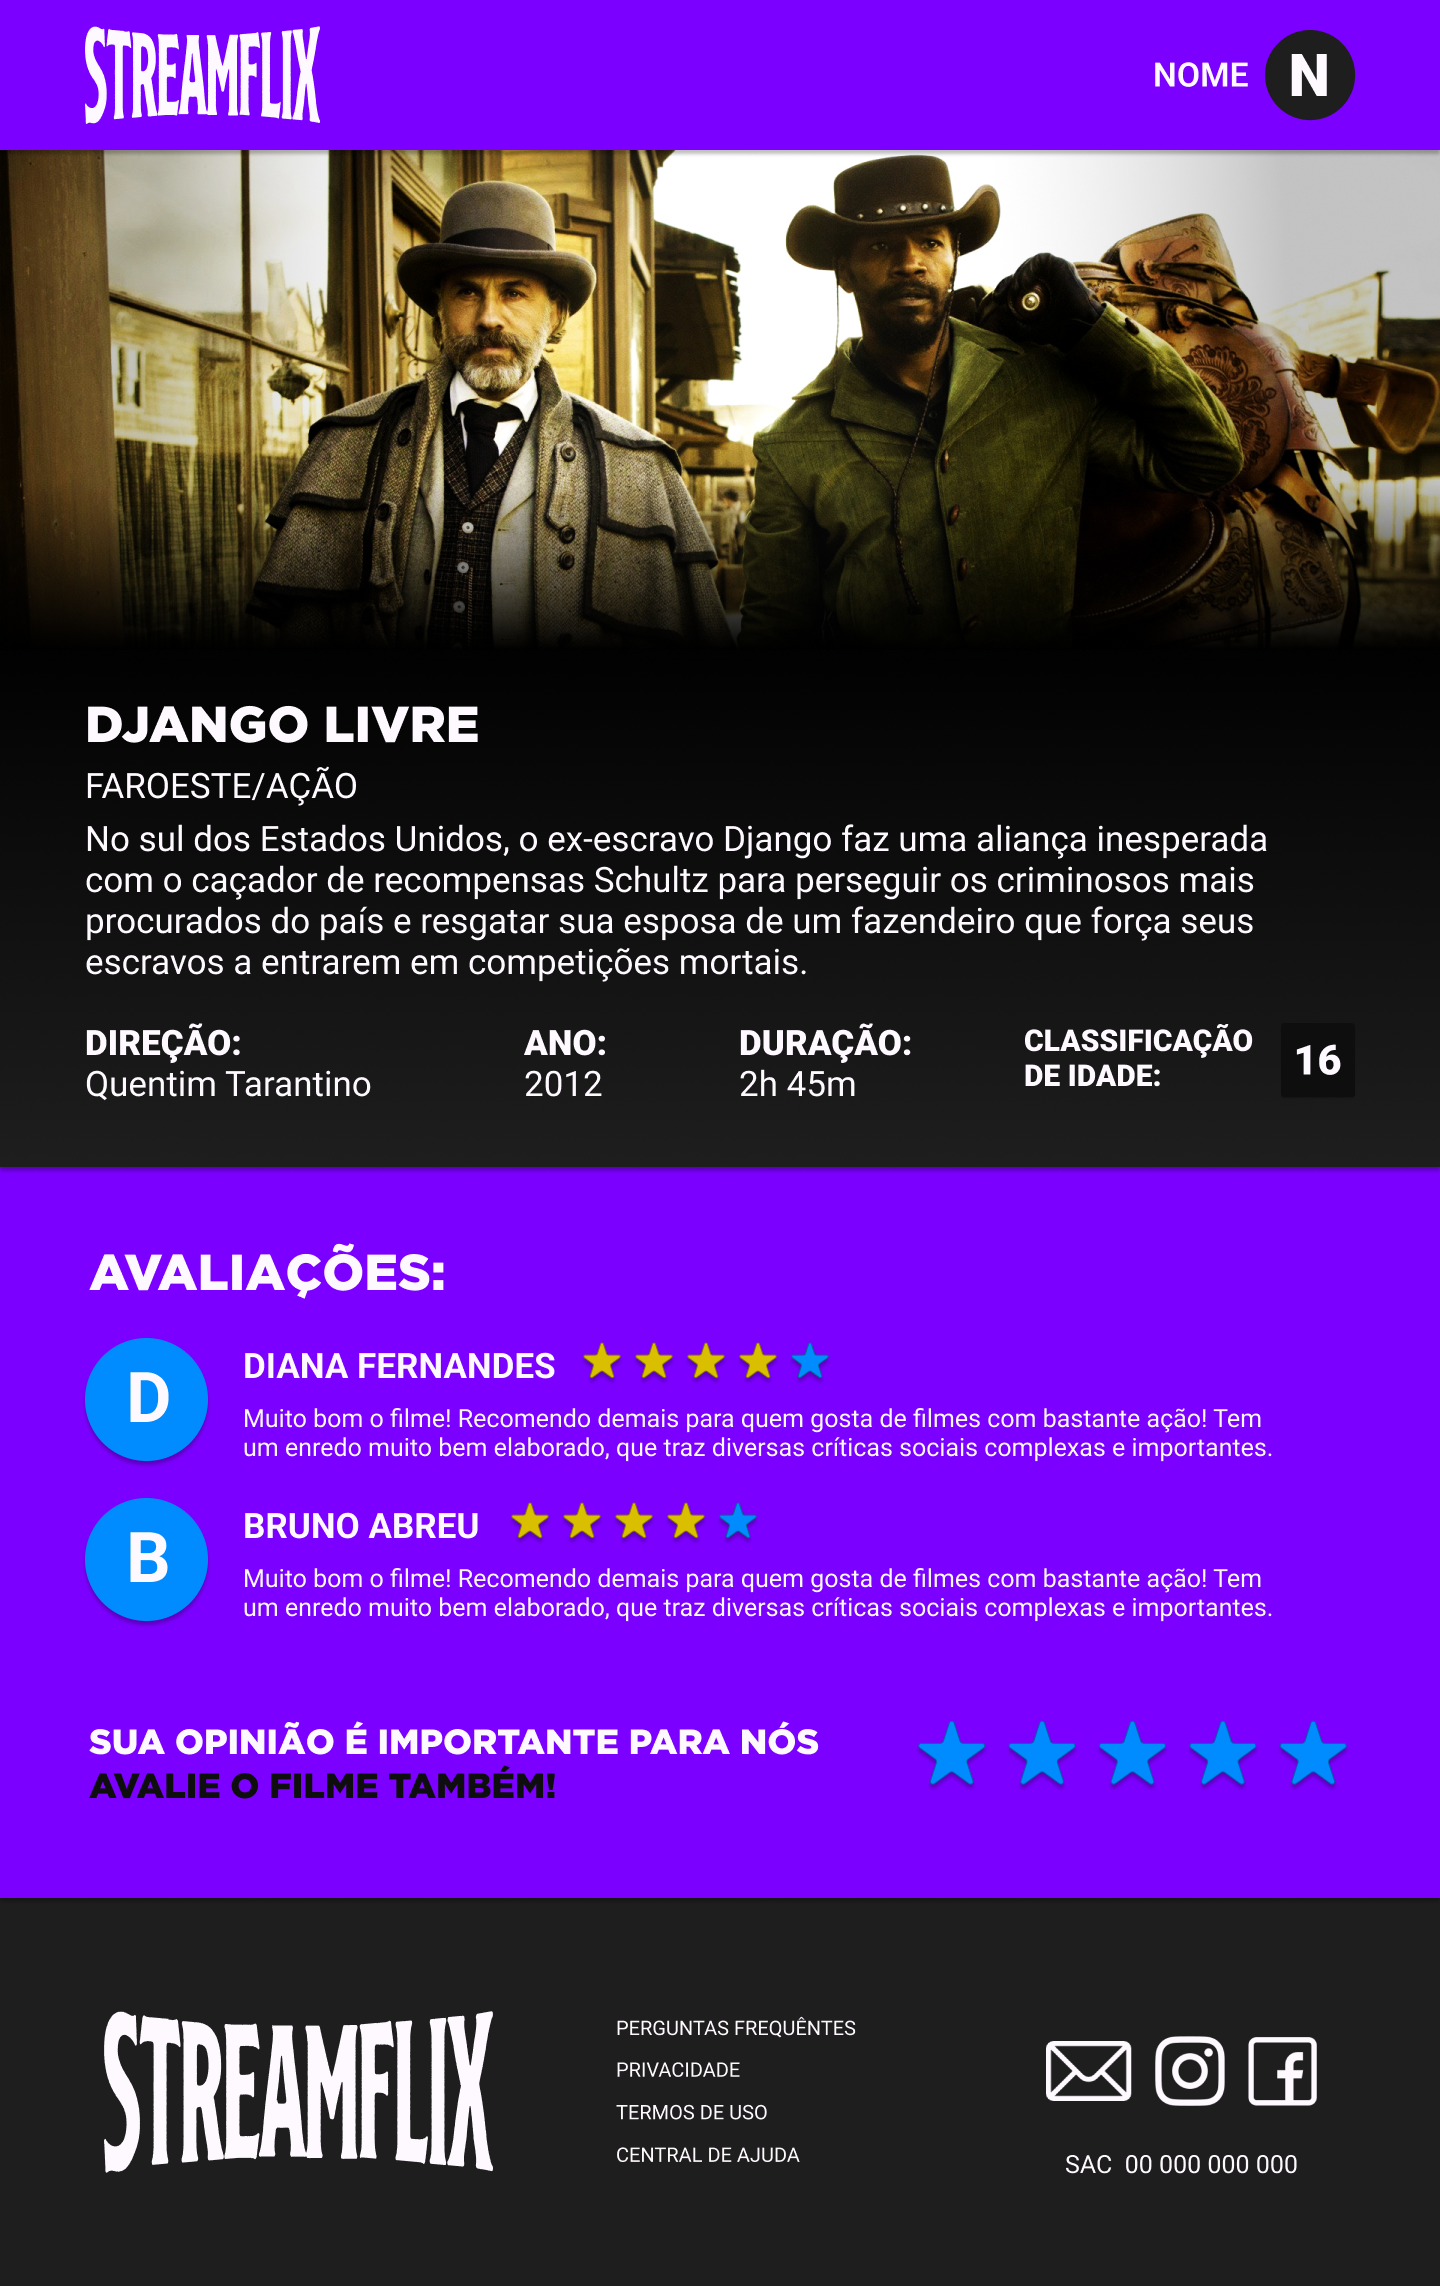 STREAMFLIX
NOME N
DJANGO LIVRE
FAROESTE/AÇÃO
No sul dos Estados Unidos, o ex-escravo Django faz uma aliança inesperada
com o caçador de recompensas Schultz para perseguir os criminosos mais
procurados do país e resgatar sua esposa de um fazendeiro que força seus
escravos a entrarem em competições mortais.
DIREÇÃO:
Quentim Tarantino
ANO:
2012
DURAÇÃO:
2h 45m
CLASSIFICAÇÃO
DE IDADE:
16
AVALIAÇÕES:
D
DIANA FERNANDES
Muito bom o filme! Recomendo demais para quem gosta de filmes com bastante ação! Tem
um enredo muito bem elaborado, que traz diversas críticas sociais complexas e importantes.
B
BRUNO ABREU
Muito bom o filme! Recomendo demais para quem gosta de filmes com bastante ação! Tem
um enredo muito bem elaborado, que traz diversas críticas sociais complexas e importantes.
SUA OPINIÃO É IMPORTANTE PARA NÓS
AVALIE O FILME TAMBÉM!
STREAMFLIX
PERGUNTAS FREQUÊNTES
PRIVACIDADE
TERMOS DE USO
CENTRAL DE AJUDA
SAC 00 000 000 000